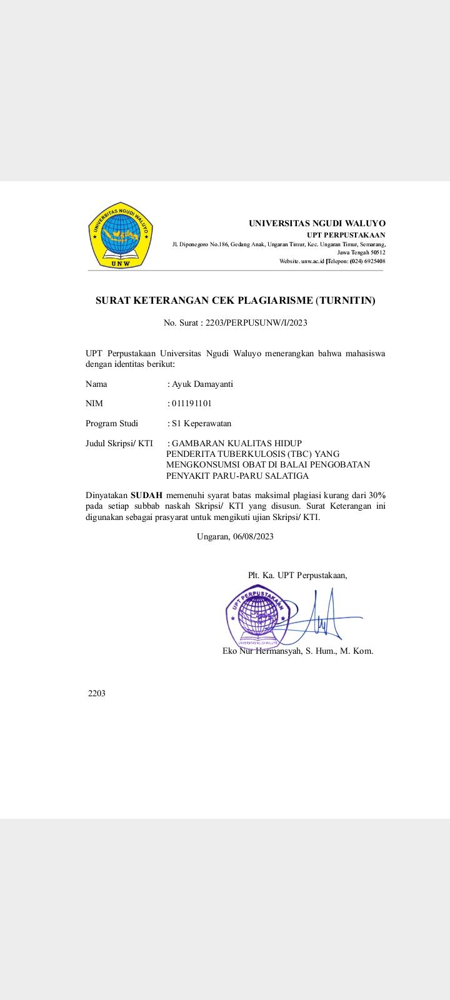 UNIVERSITAS NGUDI WALUYO
UNW
UNIVERSITAS NGUDI WALUYO
UPT PERPUSTAKAAN
Jl. Diponegoro No.186, Gedang Anak, Ungaran Timur, Kec. Ungaran Timur, Semarang,
Jawa Tengah 50512
Website. unw.ac.id |Telepon: (024) 6925408
SURAT KETERANGAN CEK PLAGIARISME (TURNITIN)
No. Surat : 2203/PERPUSUNW/I/2023
UPT Perpustakaan Universitas Ngudi Waluyo menerangkan bahwa mahasiswa
dengan identitas berikut:
Nama : Ayuk Damayanti
NIM : 011191101
Program Studi : S1 Keperawatan
Judul Skripsi/ KTI : GAMBARAN KUALITAS HIDUP
PENDERITA TUBERKULOSIS (TBC) YANG
MENGKONSUMSI OBAT DI BALAI PENGOBATAN
PENYAKIT PARU-PARU SALATIGA
Dinyatakan SUDAH memenuhi syarat batas maksimal plagiasi kurang dari 30%
pada setiap subbab naskah Skripsi/ KTI yang disusun. Surat Keterangan ini
digunakan sebagai prasyarat untuk mengikuti ujian Skripsi/ KTI.
Ungaran, 06/08/2023
Plt. Ka. UPT Perpustakaan,
UPT PERPUSTAKAAN
UNIVERSITAS NGUDI WALUYO
Eko Nur Hermansyah, S. Hum., M. Kom.
2203